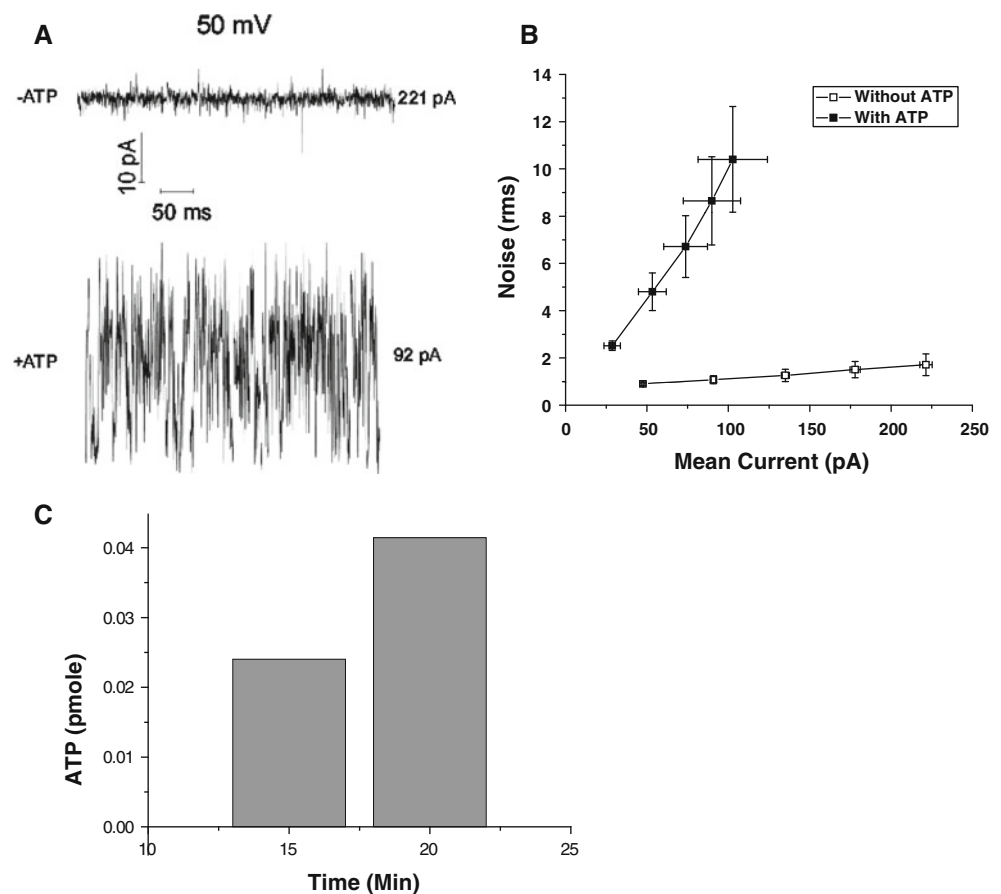 A
50 mV
-ATP
221 pA
10 pA
50 ms
+ATP
92 pA
B
14
12
10
8
6
4
2
0
Noise (rms)
Without ATP
With ATP
0 50 100 150 200 250
Mean Current (pA)
C
0.04
0.03
0.02
0.01
0.00
ATP (pmole)
10 15 20 25
Time (Min)